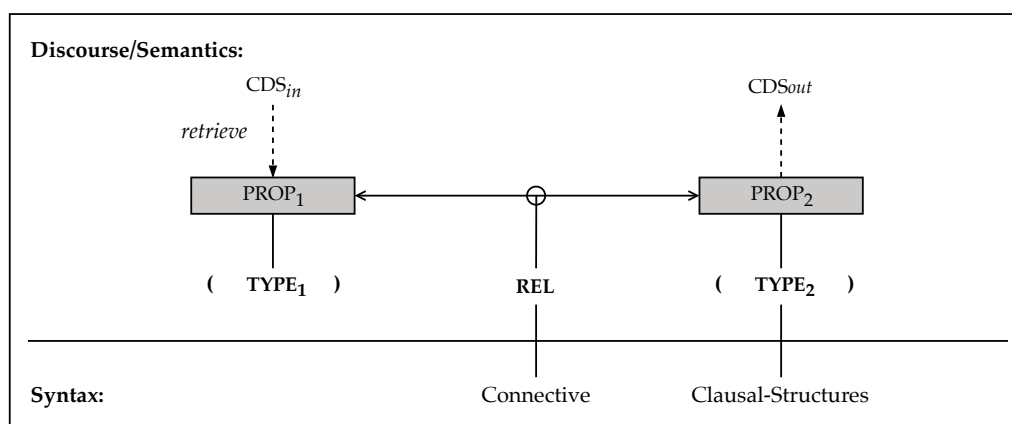 Discourse/Semantics:
CDSin CDSout
retrieve
PROP1 PROP2
( TYPE1 ) REL ( TYPE2 )
Syntax: Connective Clausal-Structures